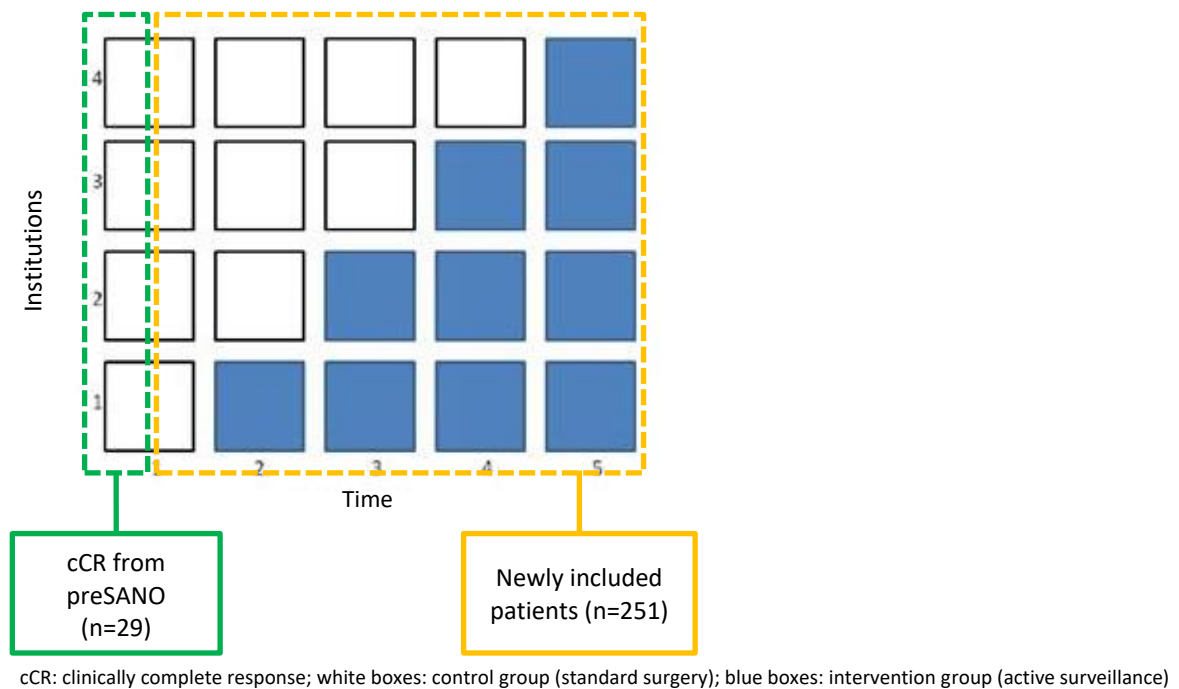 4
3
Institutions
2
1
2
3
4
5
Time
cCR from
preSANO
(n=29)
Newly included
patients (n=251)
cCR: clinically complete response; white boxes: control group (standard surgery); blue boxes: intervention group (active surveillance)